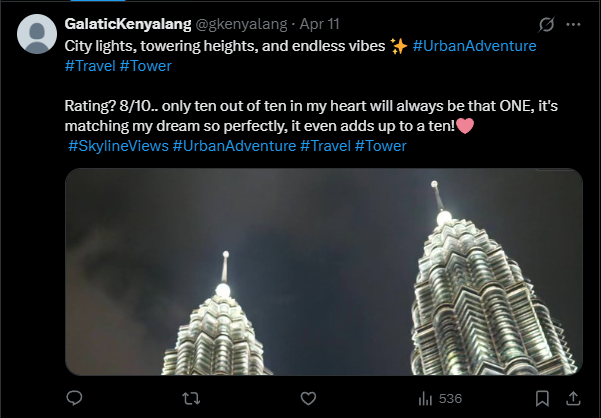 GalaticKenyalang @gkenyalang · Apr 11
City lights, towering heights, and endless vibes ✨ #UrbanAdventure
#Travel #Tower
Rating? 8/10.. only ten out of ten in my heart will always be that ONE, it's
matching my dream so perfectly, it even adds up to a ten!🩷
#SkylineViews #UrbanAdventure #Travel #Tower
536